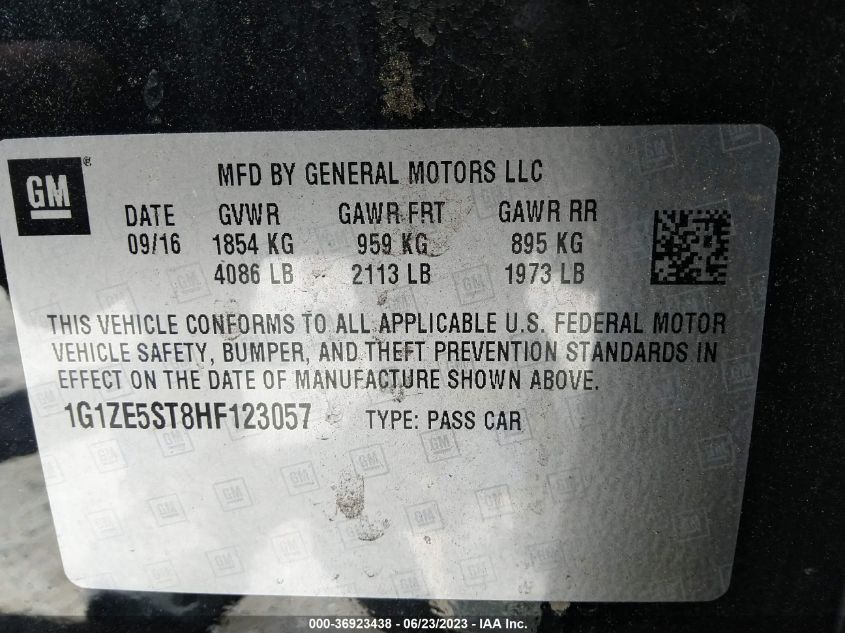 GM ®
MFD BY GENERAL MOTORS LLC
DATE GVWR GAWR FRT GAWR RR
09/16 1854 KG 959 KG 895 KG
4086 LB 2113 LB 1973 LB
THIS VEHICLE CONFORMS TO ALL APPLICABLE U.S. FEDERAL MOTOR
VEHICLE SAFETY, BUMPER, AND THEFT PREVENTION STANDARDS IN
EFFECT ON THE DATE OF MANUFACTURE SHOWN ABOVE.
1G1ZE5ST8HF123057 TYPE: PASS CAR
000-36923438 - 06/23/2023 - IAA Inc.